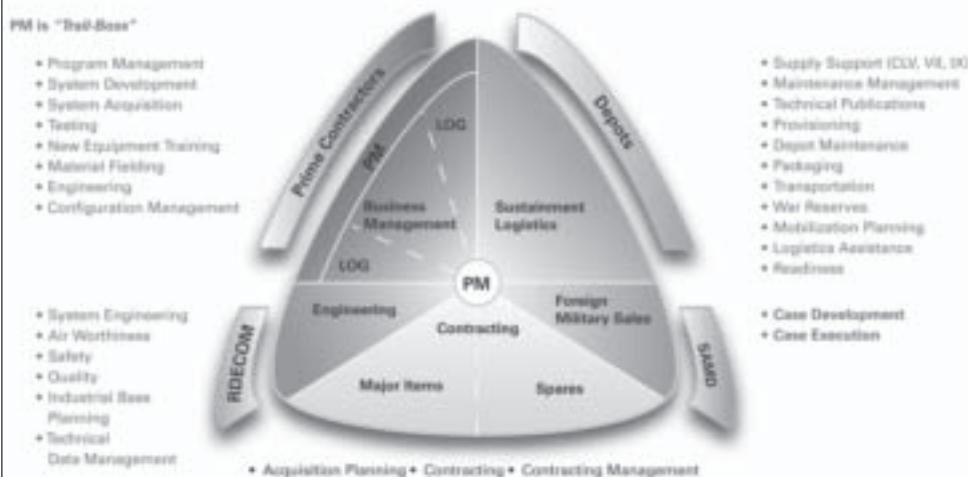 PM is "Trail-Boss"
• Program Management
• System Development
• System Acquisition
• Testing
• New Equipment Training
• Material Fielding
• Engineering
• Configuration Management
Prime Contractors
PM
LOG
Business
Management
LOG
Sustainment
Logistics
Depots
• Supply Support (CLV, VII, IX)
• Maintenance Management
• Technical Publications
• Provisioning
• Depot Maintenance
• Packaging
• Transportation
• War Reserves
• Mobilization Planning
• Logistics Assistance
• Readiness
PM
Engineering
Contracting
Foreign
Military Sales
Major Items
Spares
RDECOM
• System Engineering
• Air Worthiness
• Safety
• Quality
• Industrial Base
Planning
• Technical
Data Management
SAMD
• Case Development
• Case Execution
• Acquisition Planning • Contracting • Contracting Management